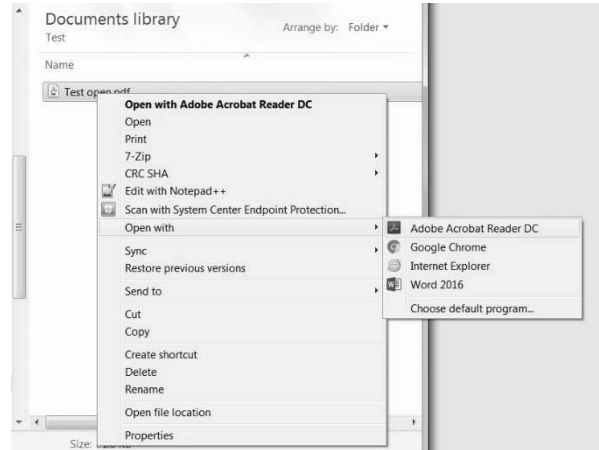 Documents library
Test
Arrange by: Folder
Name
Test open.pdf
Open with Adobe Acrobat Reader DC
Open
Print
7-Zip
CRC SHA
Edit with Notepad++
Scan with System Center Endpoint Protection...
Open with
Adobe Acrobat Reader DC
Google Chrome
Internet Explorer
Word 2016
Choose default program...
Sync
Restore previous versions
Send to
Cut
Copy
Create shortcut
Delete
Rename
Open file location
Properties
Size: